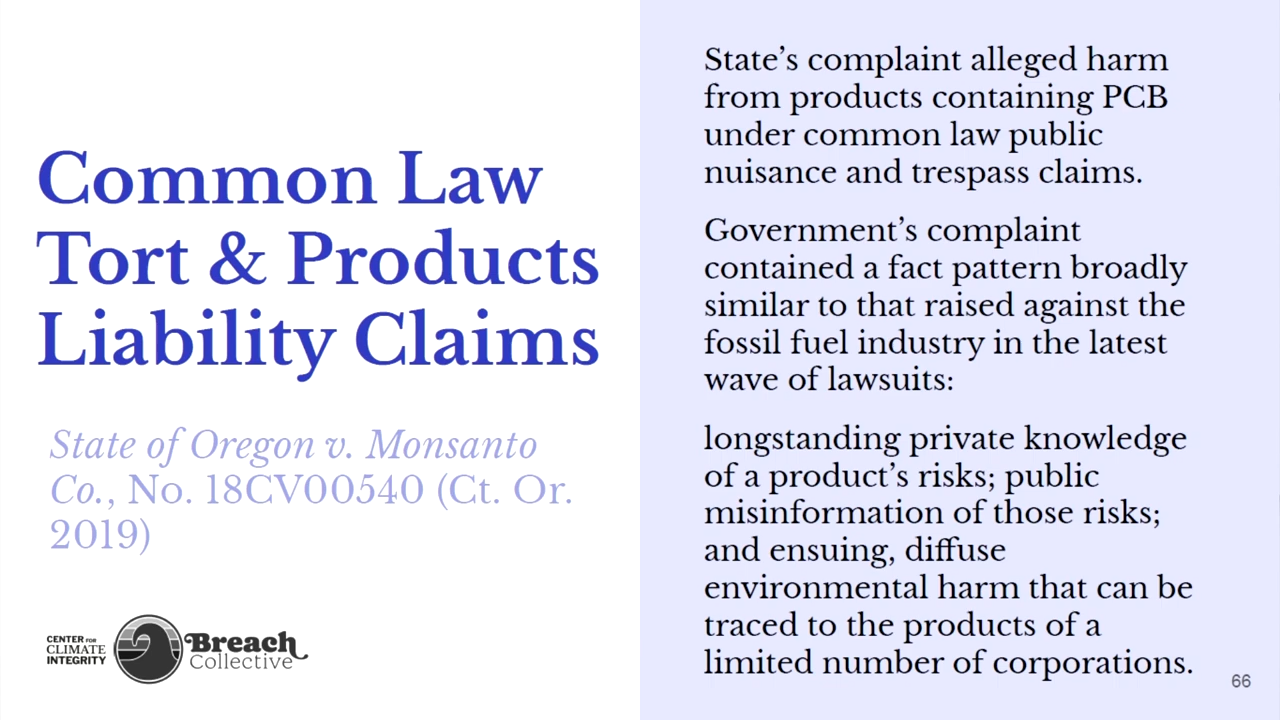 Common Law
Tort & Products
Liability Claims
State of Oregon v. Monsanto
Co., No. 18CV00540 (Ct. Or.
2019)
CENTER FOR
CLIMATE
INTEGRITY
Breach
Collective
State’s complaint alleged harm
from products containing PCB
under common law public
nuisance and trespass claims.
Government’s complaint
contained a fact pattern broadly
similar to that raised against the
fossil fuel industry in the latest
wave of lawsuits:
longstanding private knowledge
of a product’s risks; public
misinformation of those risks;
and ensuing, diffuse
environmental harm that can be
traced to the products of a
limited number of corporations.
66